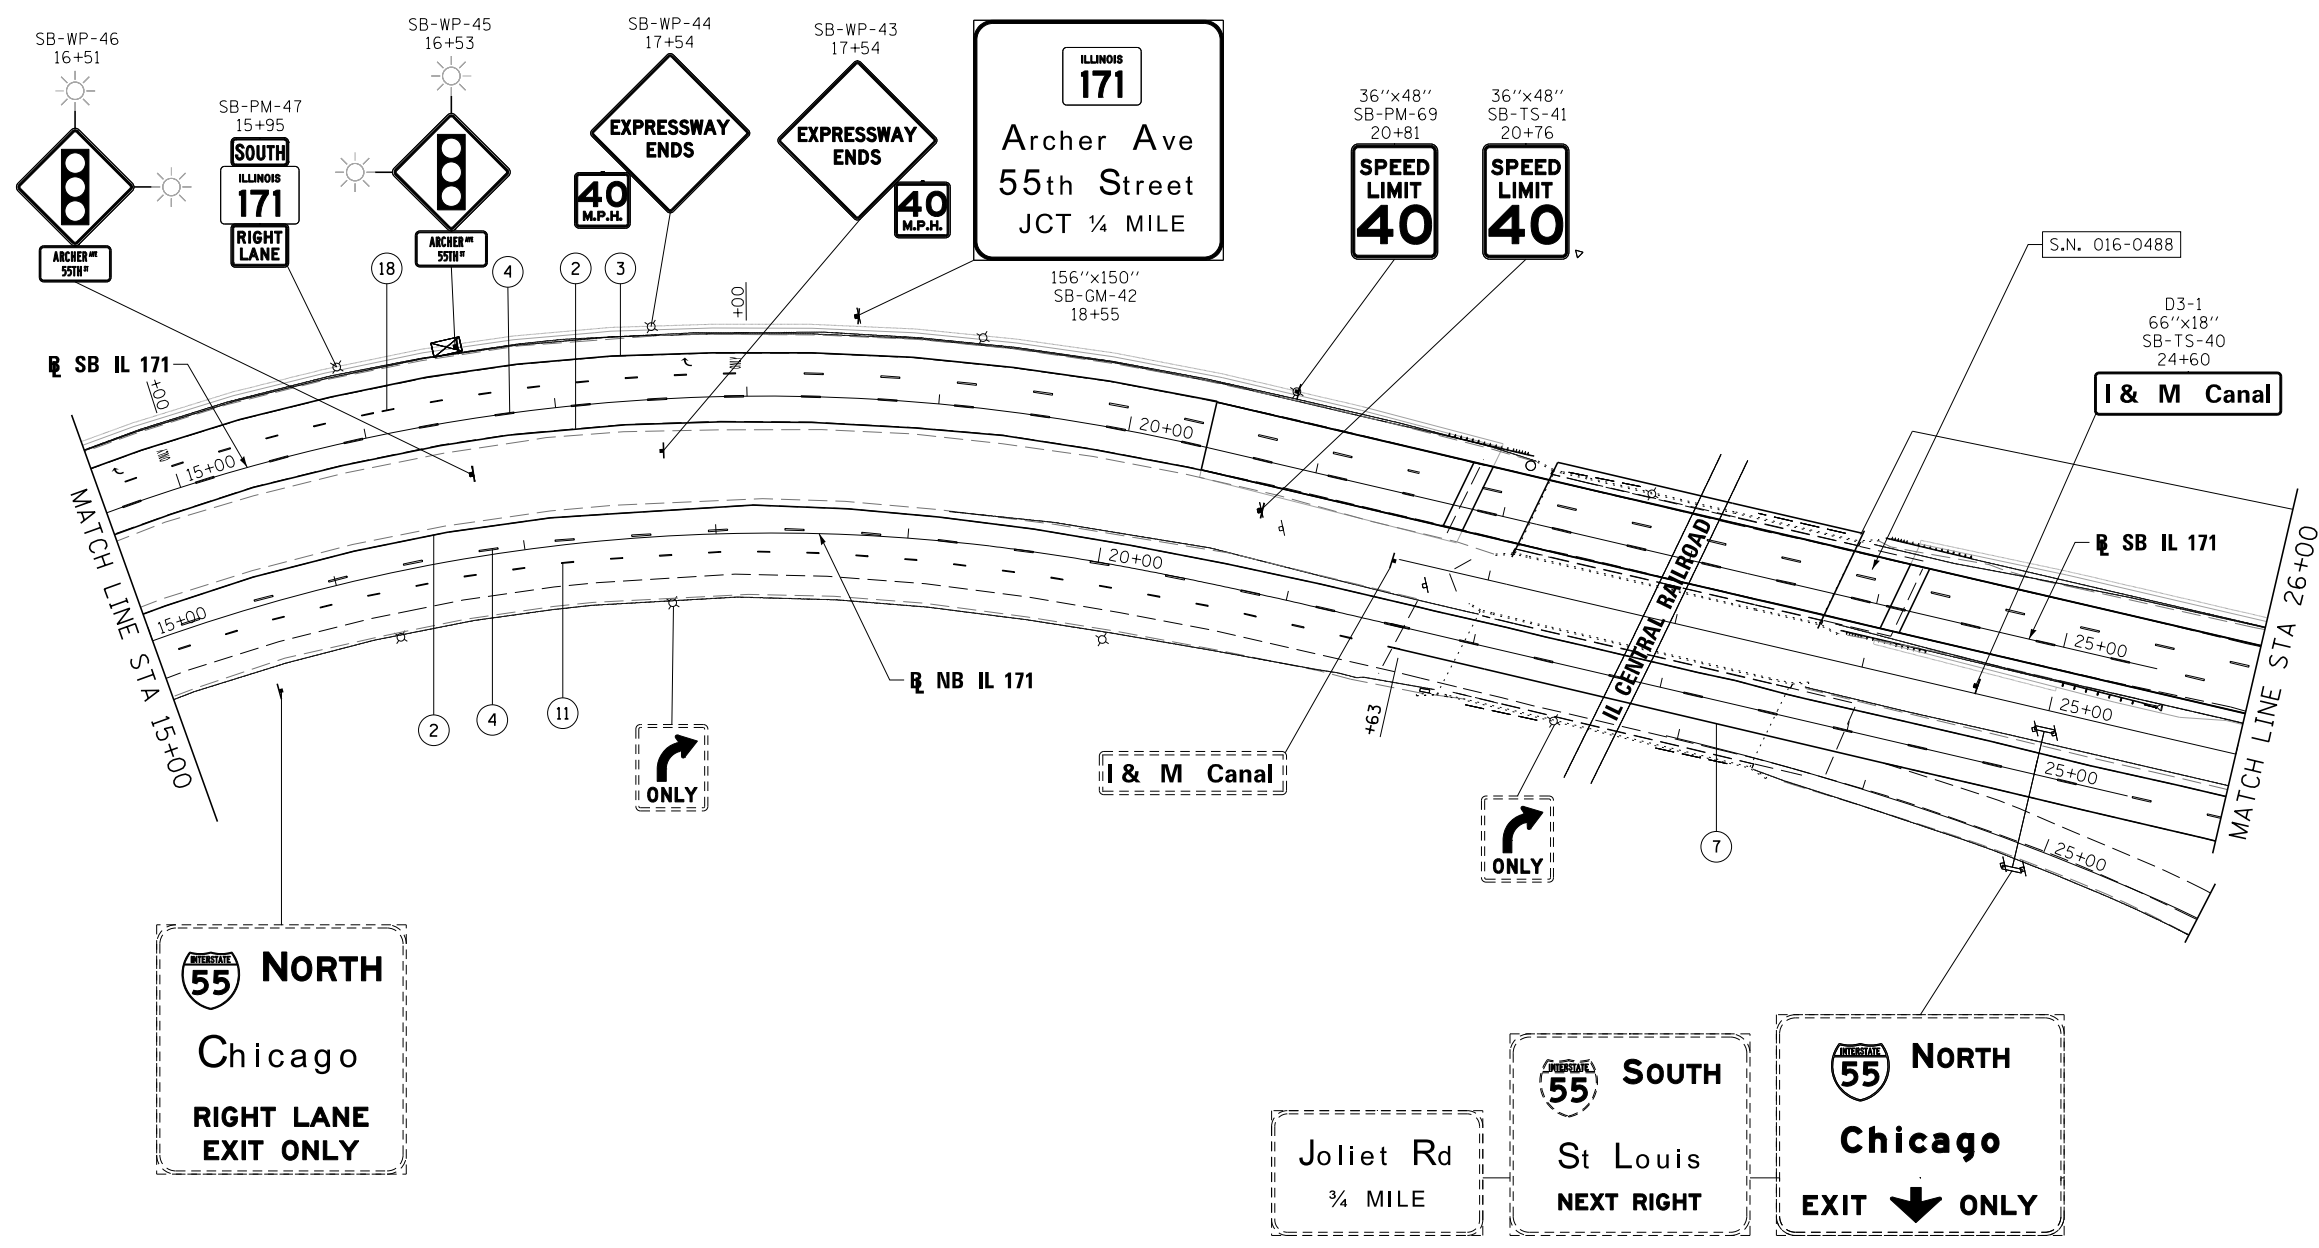 SB-WP-46
16+51
ARCHER AVE
55TH ST
SB-PM-47
15+95
SOUTH
ILLINOIS
171
RIGHT
LANE
SB-WP-45
16+53
ARCHER AVE
55TH ST
SB-WP-44
17+54
EXPRESSWAY
ENDS
40
M.P.H.
SB-WP-43
17+54
EXPRESSWAY
ENDS
40
M.P.H.
ILLINOIS
171
Archer Ave
55th Street
JCT ¼ MILE
156''x150''
SB-GM-42
18+55
36''x48''
SB-PM-69
20+81
SPEED
LIMIT
40
36''x48''
SB-TS-41
20+76
SPEED
LIMIT
40
S.N. 016-0488
D3-1
66''x18''
SB-TS-40
24+60
I & M Canal
18
4
2
3
+00
+00
BL SB IL 171
15+00
20+00
BL SB IL 171
25+00
MATCH LINE STA 15+00
15+00
20+00
25+00
25+00
25+00
MATCH LINE STA 26+00
IL CENTRAL RAILROAD
BL NB IL 171
2
4
11
+63
7
ONLY
I & M Canal
ONLY
INTERSTATE
55
NORTH
Chicago
RIGHT LANE
EXIT ONLY
Joliet Rd
¾ MILE
INTERSTATE
55
SOUTH
St Louis
NEXT RIGHT
INTERSTATE
55
NORTH
Chicago
EXIT ONLY